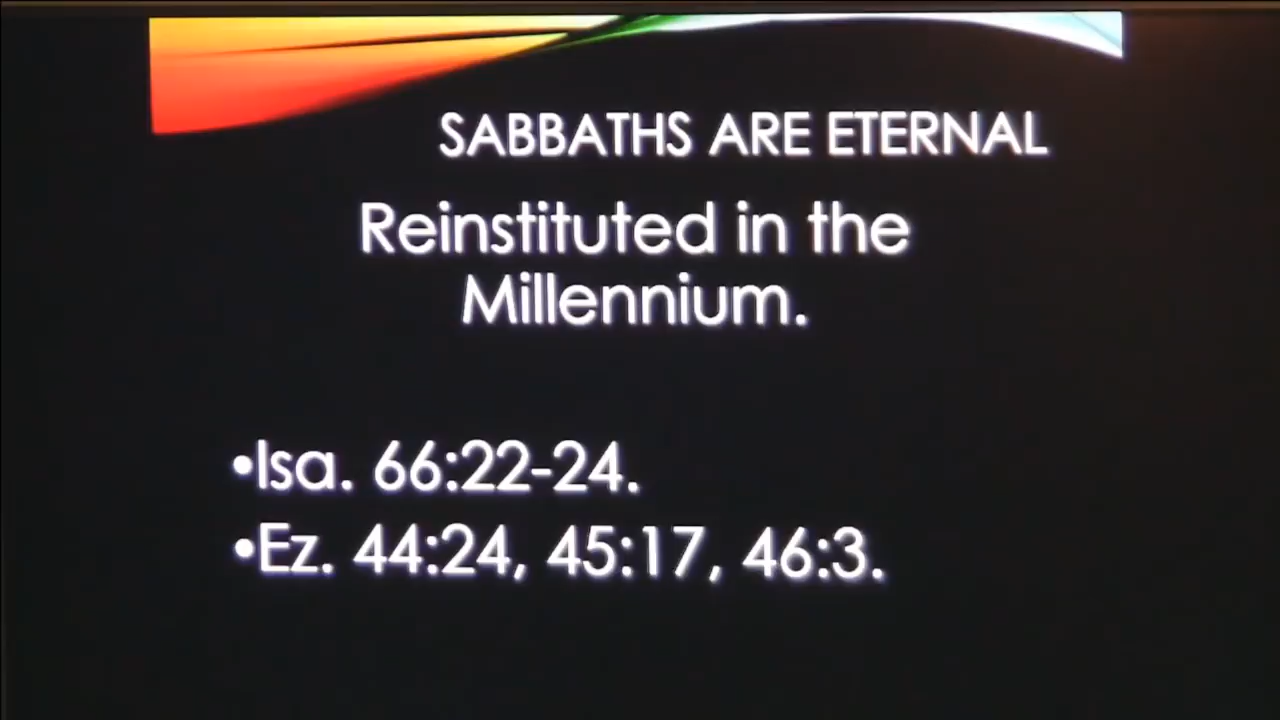 SABBATHS ARE ETERNAL
Reinstituted in the
Millennium.
•Isa. 66:22-24.
•Ez. 44:24, 45:17, 46:3.